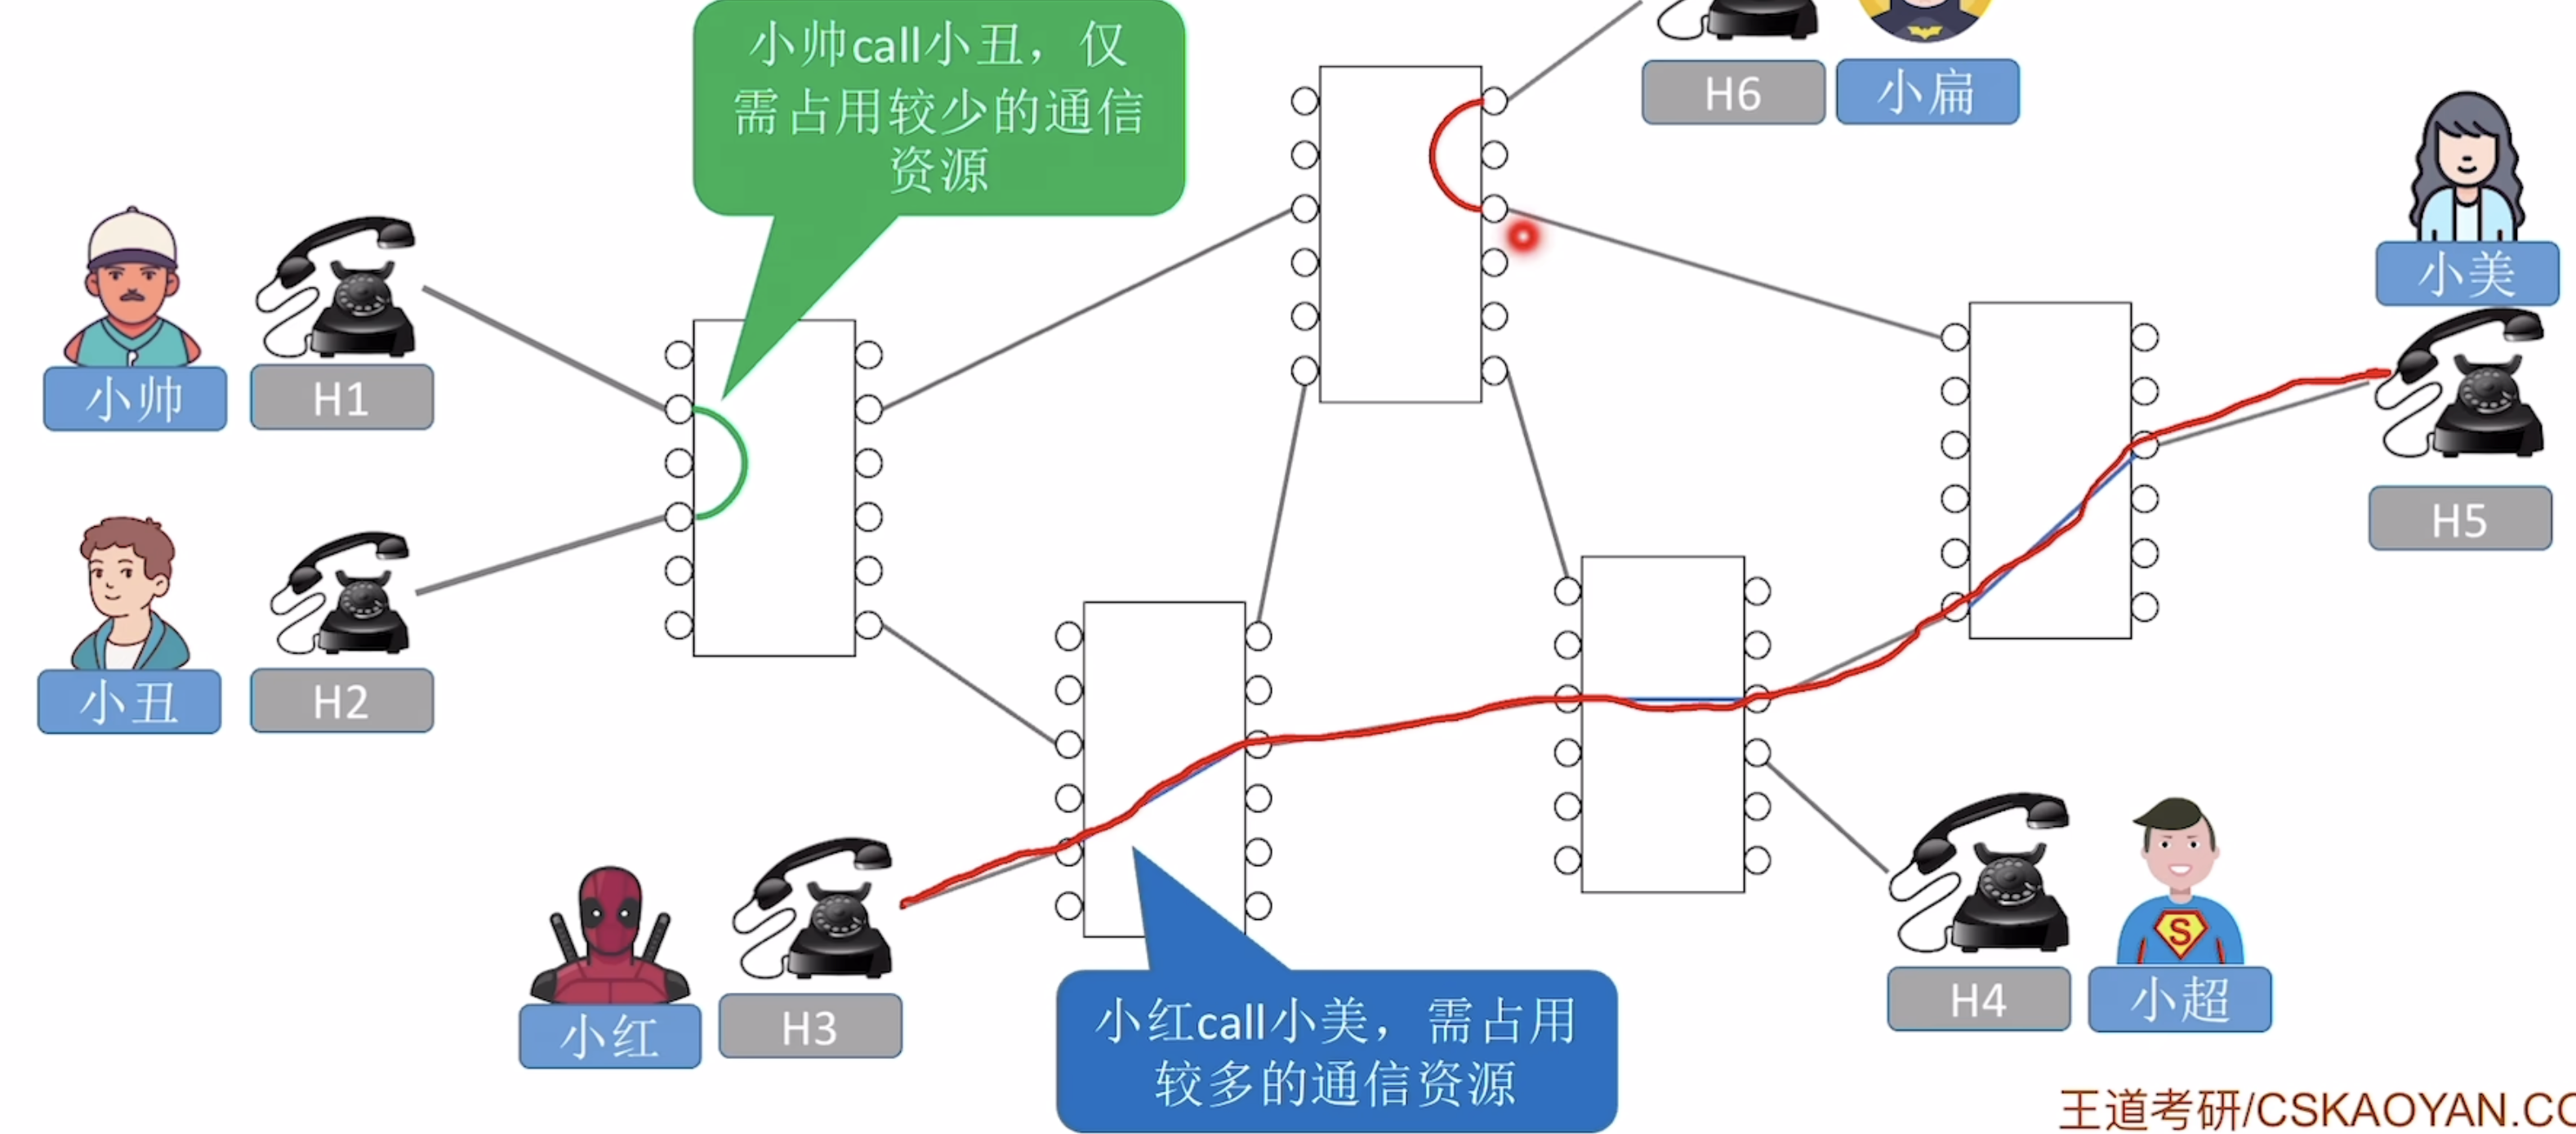 小帅call小丑，仅
需占用较少的通信
资源
H6
小扁
小美
小帅
H1
H5
小丑
H2
小红
H3
小红call小美，需占用
较多的通信资源
H4
小超
S
王道考研/CSKAOYAN.CO